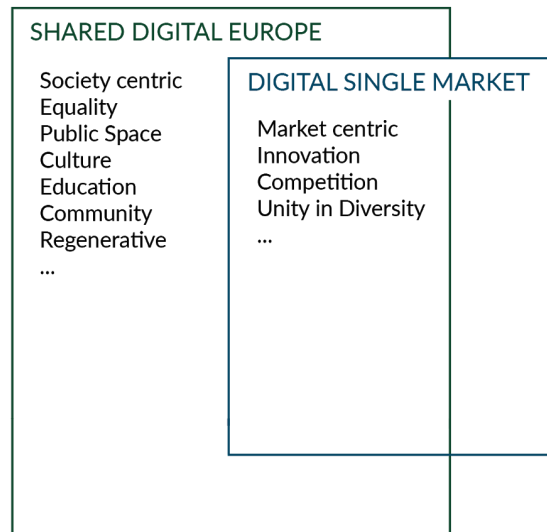 SHARED DIGITAL EUROPE
Society centric
Equality
Public Space
Culture
Education
Community
Regenerative
...
DIGITAL SINGLE MARKET
Market centric
Innovation
Competition
Unity in Diversity
...